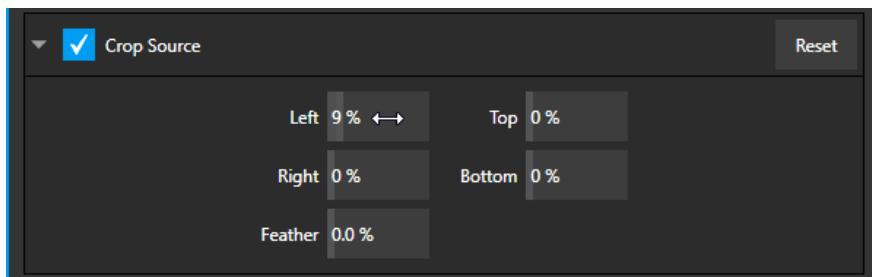 Crop Source Reset
Left 9 % Top 0 %
Right 0 % Bottom 0 %
Feather 0.0 %